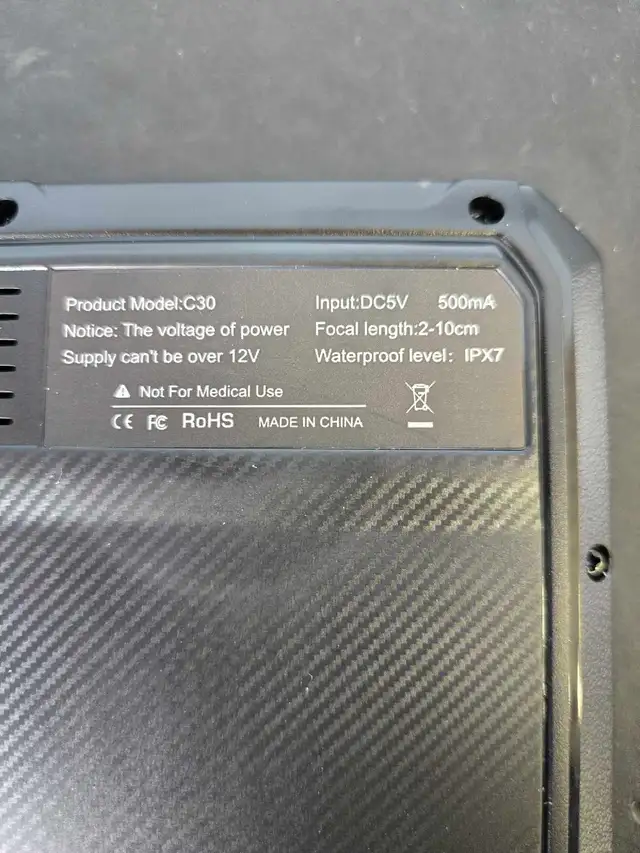 Product Model:C30
Notice: The voltage of power
Supply can't be over 12V
Input:DC5V 500mA
Focal length:2-10cm
Waterproof level: IPX7
Not For Medical Use
CE FC RoHS MADE IN CHINA